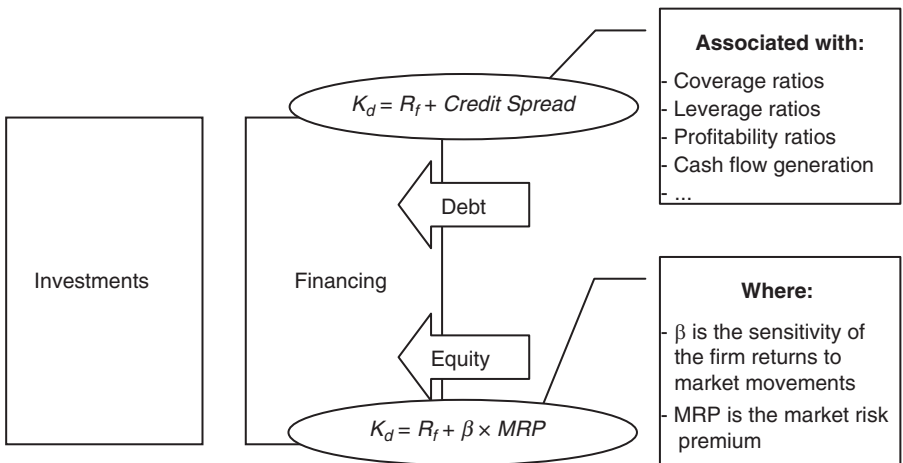 K_d = R_f + Credit Spread
Associated with:
- Coverage ratios
- Leverage ratios
- Profitability ratios
- Cash flow generation
- ...
Debt
Investments
Financing
Equity
K_d = R_f + β × MRP
Where:
- β is the sensitivity of
the firm returns to
market movements
- MRP is the market risk
premium